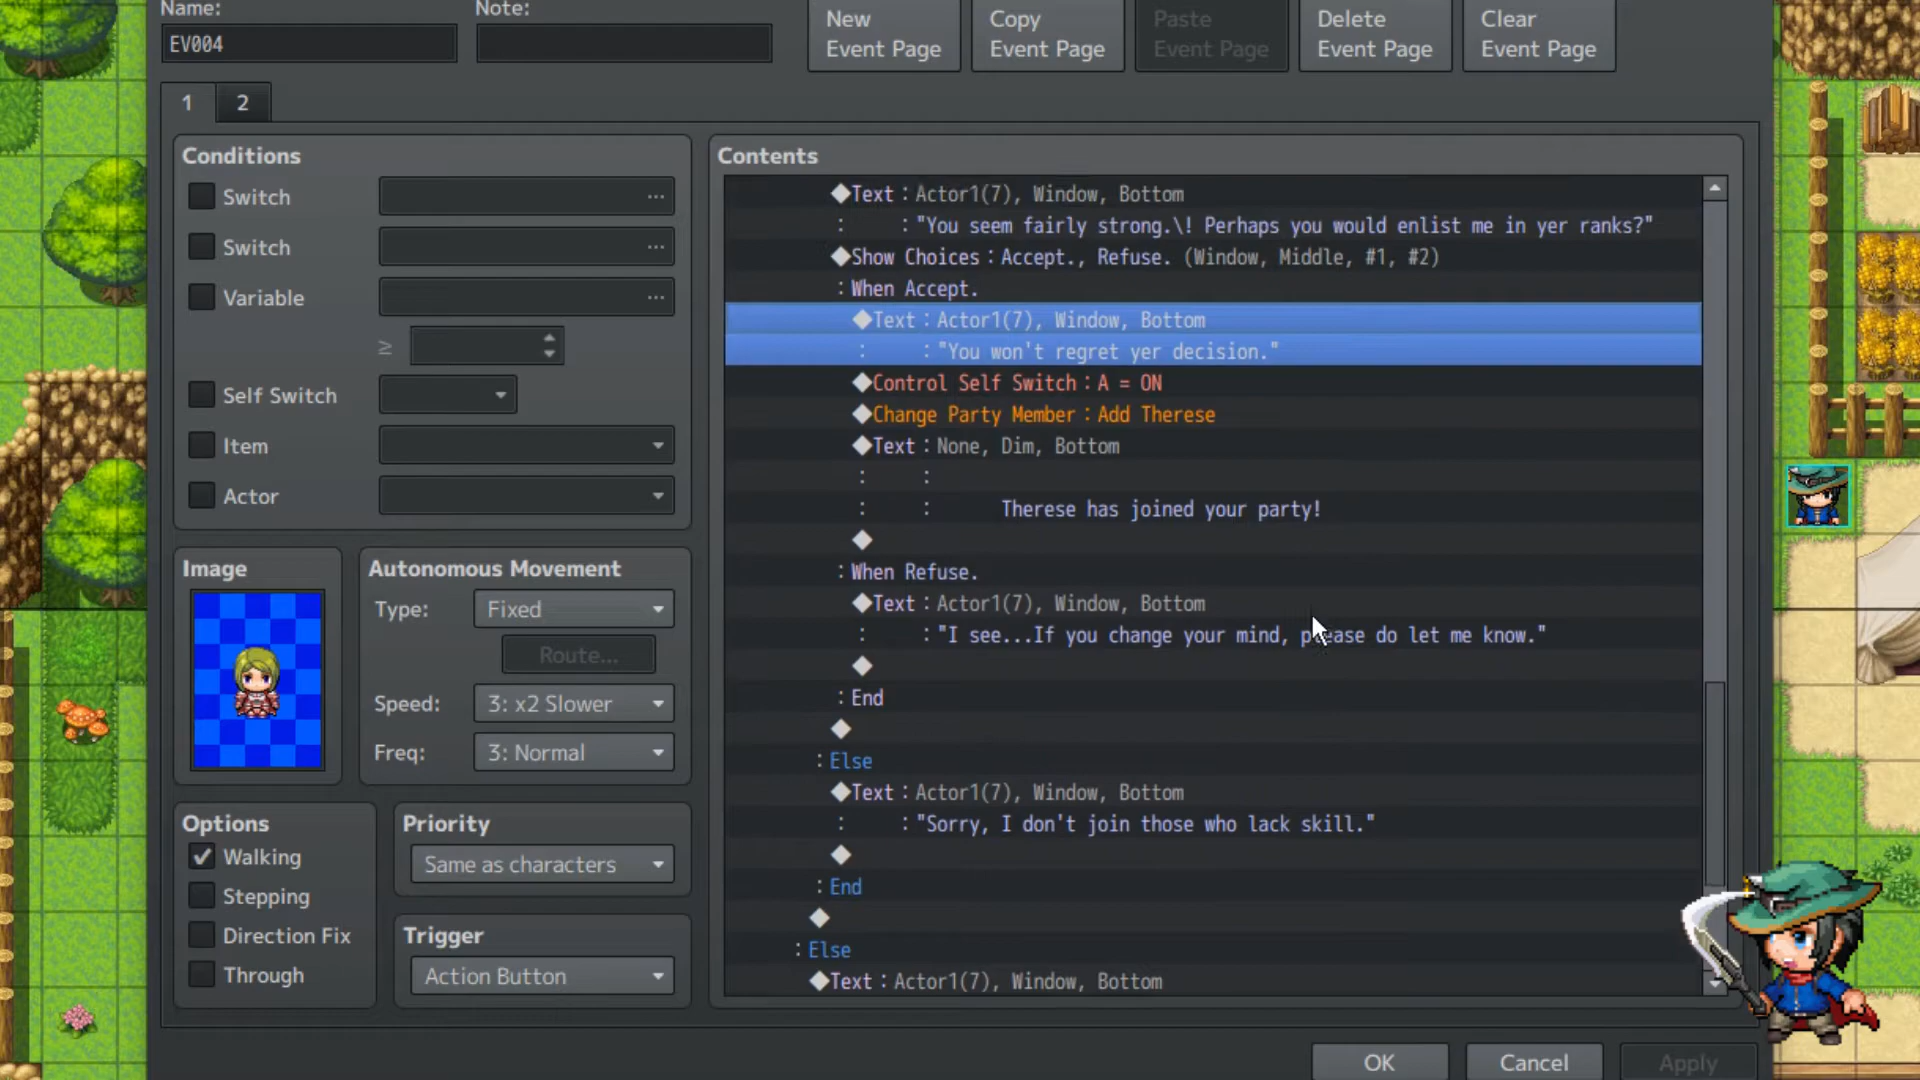 Name:
Note:
EV004
New
Event Page
Copy
Event Page
Paste
Event Page
Delete
Event Page
Clear
Event Page
1
2
Conditions
Switch
...
Switch
...
Variable
...
≥
Self Switch
Item
Actor
Image
Autonomous Movement
Type:
Fixed
Route...
Speed:
3: x2 Slower
Freq:
3: Normal
Options
Walking
Stepping
Direction Fix
Through
Priority
Same as characters
Trigger
Action Button
Contents
◆Text：Actor1(7), Window, Bottom
：　　："You seem fairly strong.\! Perhaps you would enlist me in yer ranks?"
◆Show Choices：Accept., Refuse. (Window, Middle, #1, #2)
：When Accept.
◆Text：Actor1(7), Window, Bottom
：　　："You won't regret yer decision."
◆Control Self Switch：A = ON
◆Change Party Member：Add Therese
◆Text：None, Dim, Bottom
：　　：
：　　：　　Therese has joined your party!
◆
：When Refuse.
◆Text：Actor1(7), Window, Bottom
：　　："I see...If you change your mind, please do let me know."
◆
：End
◆
：Else
◆Text：Actor1(7), Window, Bottom
：　　："Sorry, I don't join those who lack skill."
◆
：End
◆
：Else
◆Text：Actor1(7), Window, Bottom
OK
Cancel
Apply